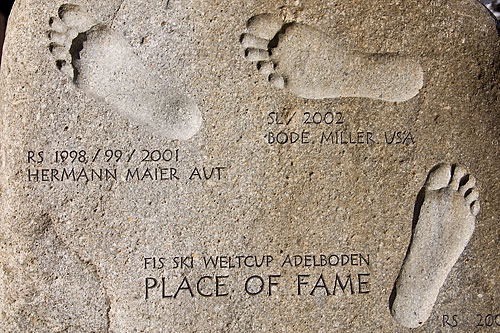 SL / 2002
BODE MILLER USA
RS 1998 / 99 / 2001
HERMANN MAIER AUT
FIS SKI WELTCUP ADELBODEN
PLACE OF FAME
RS